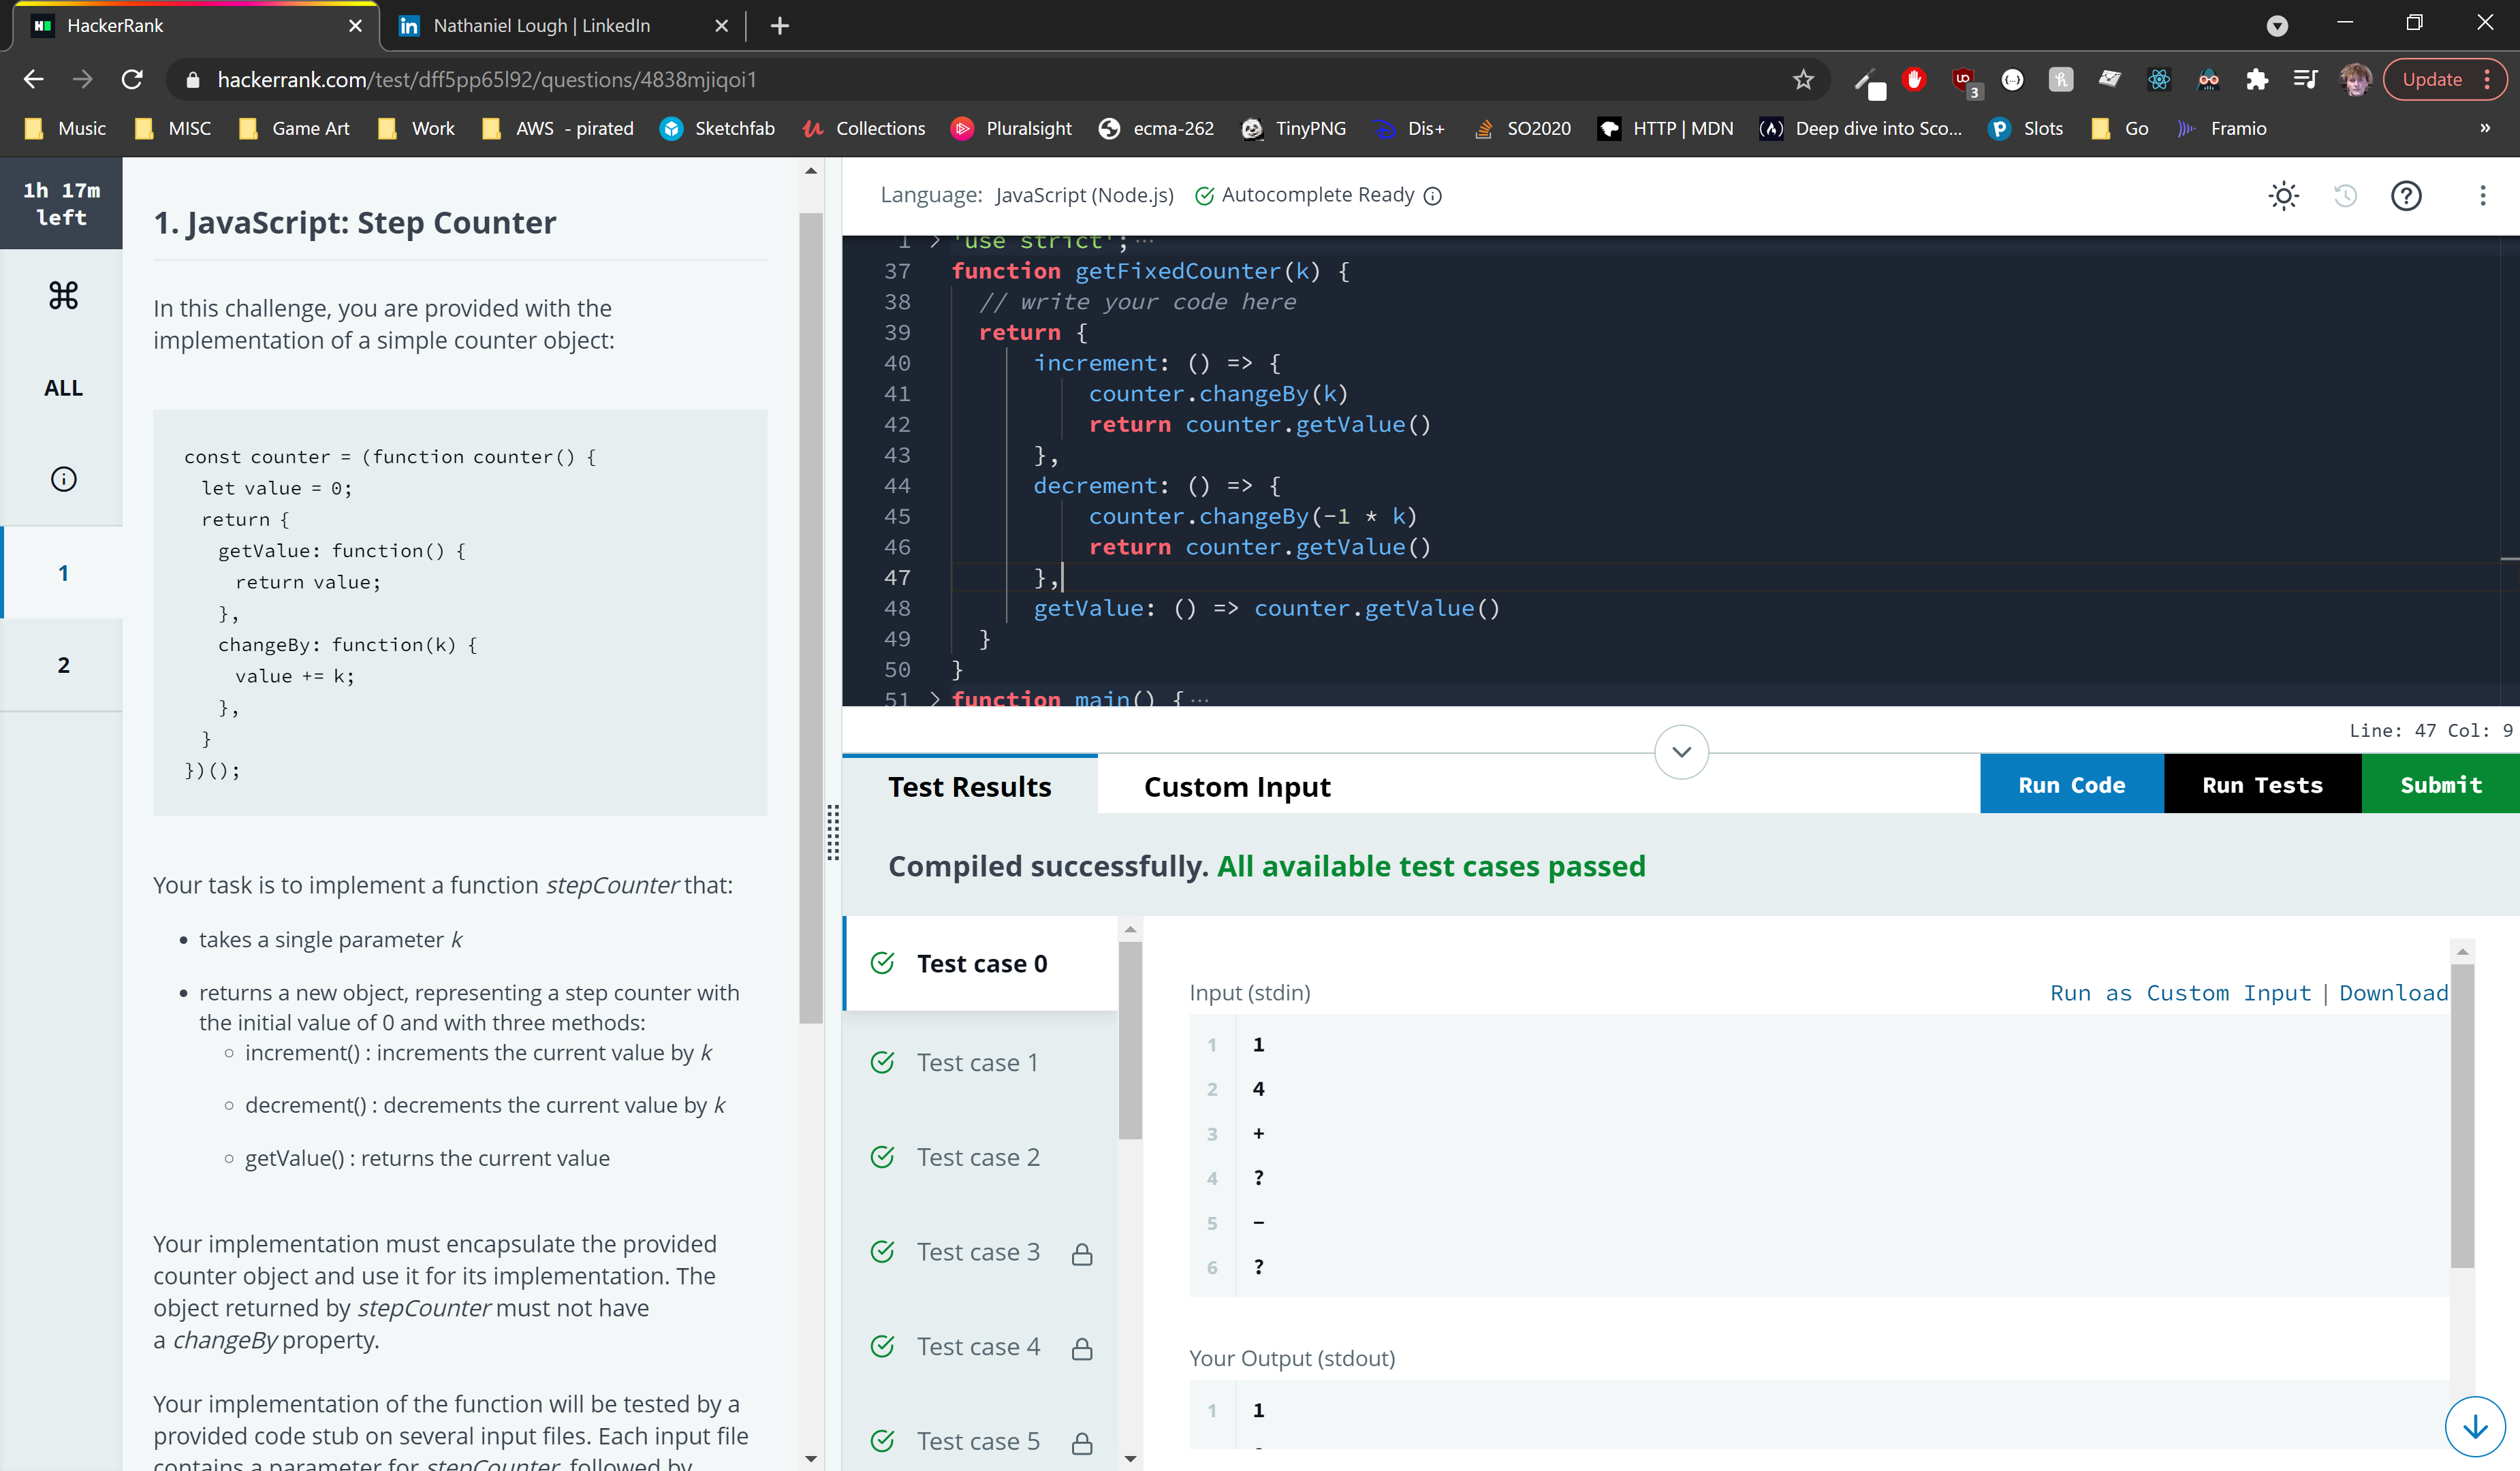 HackerRank
Nathaniel Lough | LinkedIn
hackerrank.com/test/dff5pp65l92/questions/4838mjiqoi1
3
Update
Music
MISC
Game Art
Work
AWS - pirated
Sketchfab
Collections
Pluralsight
ecma-262
TinyPNG
Dis+
SO2020
HTTP | MDN
Deep dive into Sco...
Slots
Go
Framio
»
1h 17m
left
ALL
1
2
1. JavaScript: Step Counter
In this challenge, you are provided with the
implementation of a simple counter object:
const counter = (function counter() {
let value = 0;
return {
getValue: function() {
return value;
},
changeBy: function(k) {
value += k;
},
}
})();
Your task is to implement a function stepCounter that:
• takes a single parameter k
• returns a new object, representing a step counter with
the initial value of 0 and with three methods:
◦ increment() : increments the current value by k
◦ decrement() : decrements the current value by k
◦ getValue() : returns the current value
Your implementation must encapsulate the provided
counter object and use it for its implementation. The
object returned by stepCounter must not have
a changeBy property.
Your implementation of the function will be tested by a
provided code stub on several input files. Each input file
contains a parameter for stepCounter, followed by
Language: JavaScript (Node.js) Autocomplete Ready
1 > 'use strict';···
37 function getFixedCounter(k) {
38 // write your code here
39 return {
40 increment: () => {
41 counter.changeBy(k)
42 return counter.getValue()
43 },
44 decrement: () => {
45 counter.changeBy(-1 * k)
46 return counter.getValue()
47 },
48 getValue: () => counter.getValue()
49 }
50 }
51 > function main() {···
Line: 47 Col: 9
Test Results
Custom Input
Run Code
Run Tests
Submit
Compiled successfully. All available test cases passed
Test case 0
Test case 1
Test case 2
Test case 3
Test case 4
Test case 5
Input (stdin)
Run as Custom Input | Download
1 1
2 4
3 +
4 ?
5 -
6 ?
Your Output (stdout)
1 1